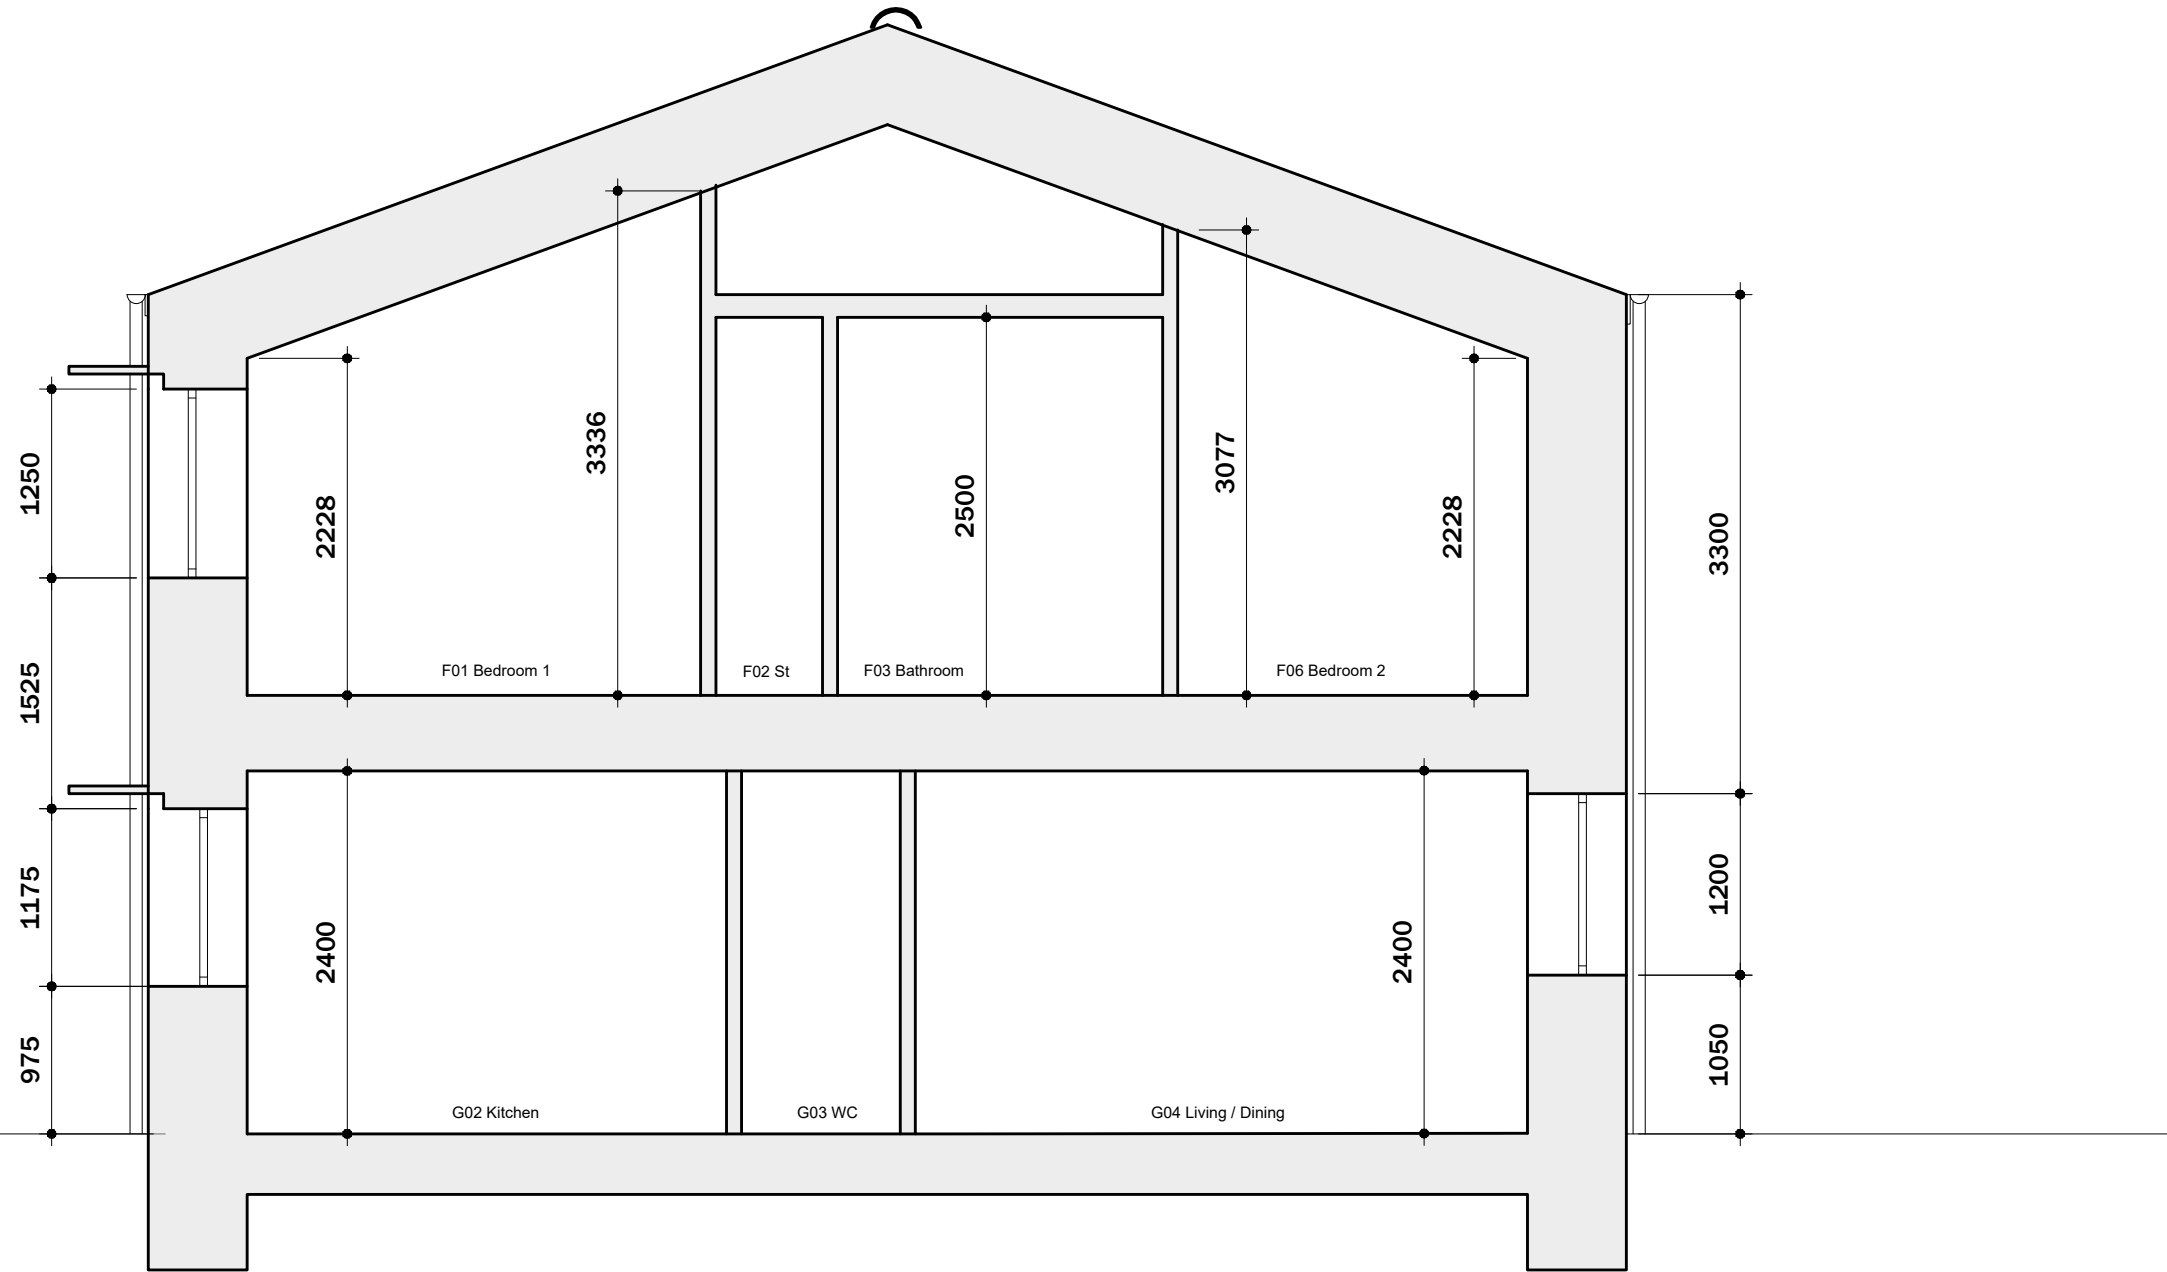 3336
3077
1250
2228
2500
2228
3300
F01 Bedroom 1
F02 St
F03 Bathroom
F06 Bedroom 2
1525
1175
2400
2400
1200
975
1050
G02 Kitchen
G03 WC
G04 Living / Dining